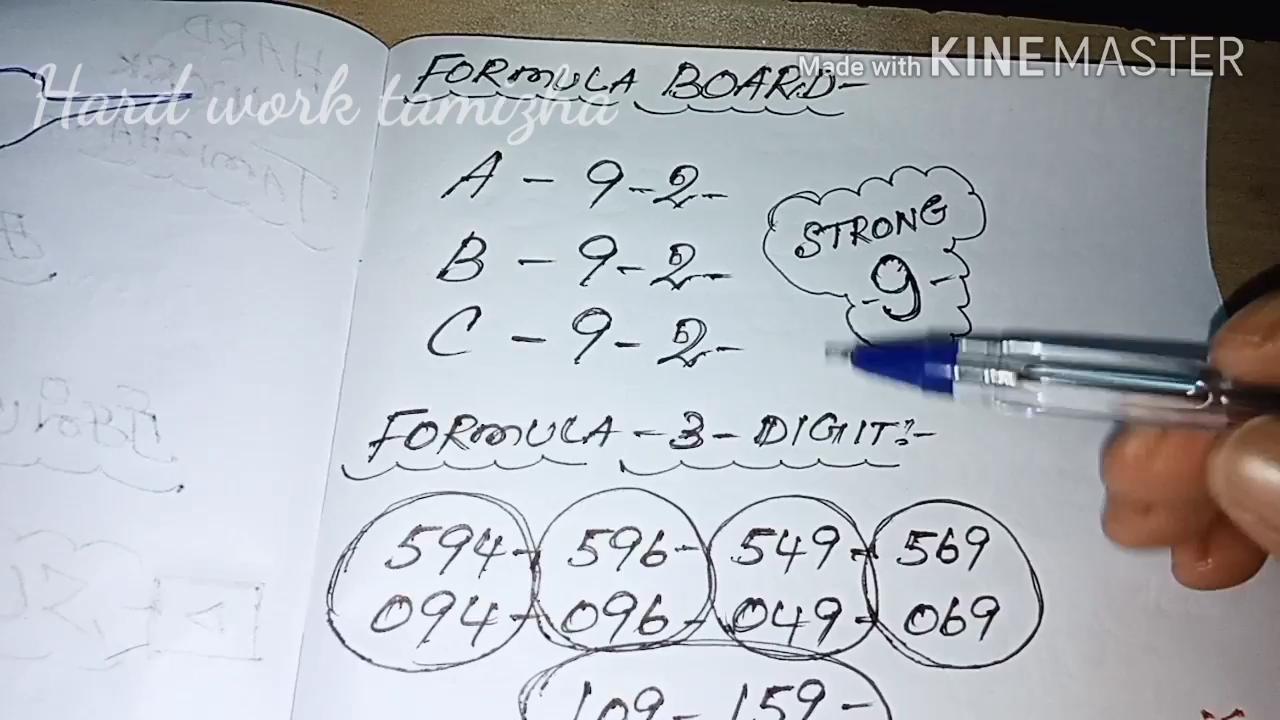 Made with KINEMASTER
Hard work tamizha
FORMULA BOARD-
A - 9-2-
B - 9-2-
C - 9-2-
STRONG
-9-
FORMULA - 3 - DIGIT:-
594- 596- 549- 569
094- 096- 049- 069
109- 159-